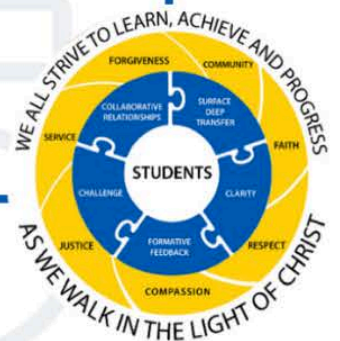 WE ALL STRIVE TO LEARN, ACHIEVE AND PROGRESS
FORGIVENESS
COMMUNITY
COLLABORATIVE
RELATIONSHIPS
SURFACE
DEEP
TRANSFER
SERVICE
FAITH
STUDENTS
CHALLENGE
CLARITY
FORMATIVE
FEEDBACK
JUSTICE
RESPECT
COMPASSION
AS WE WALK IN THE LIGHT OF CHRIST